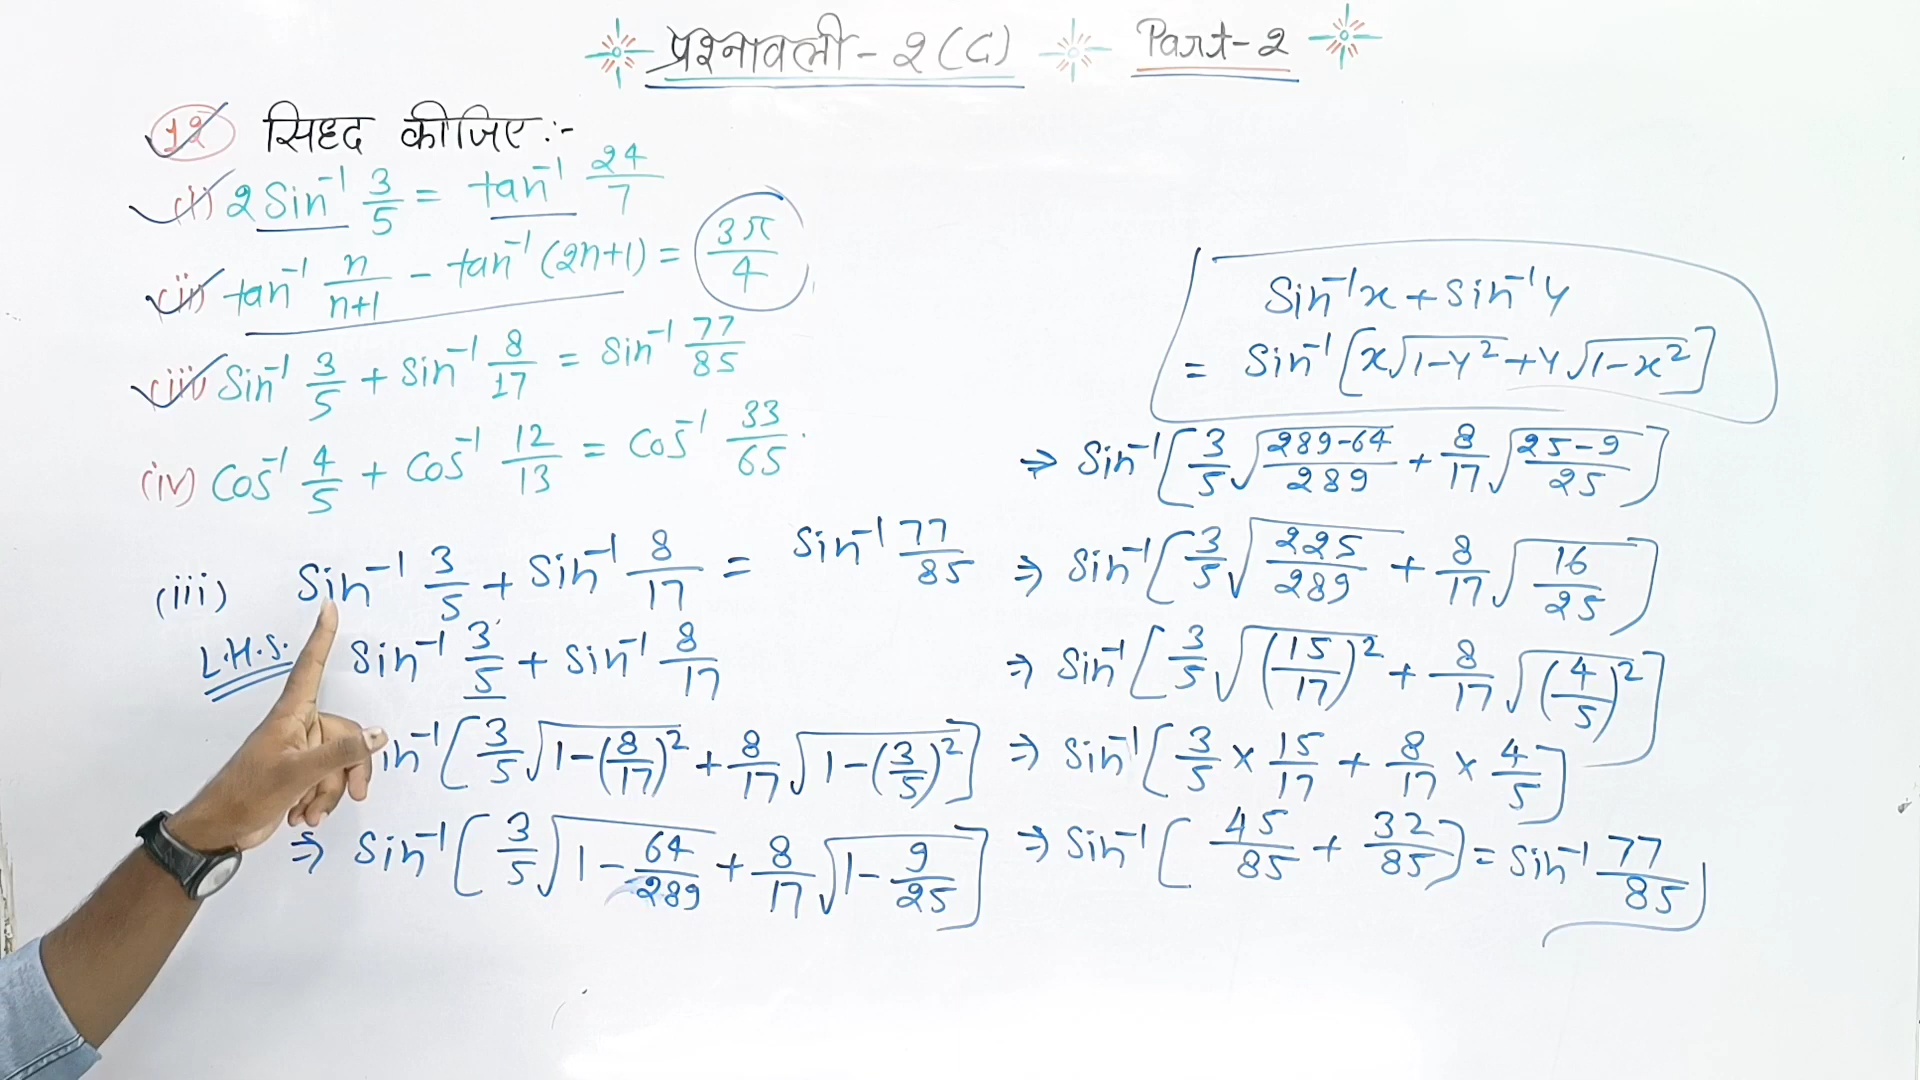 प्रश्नावली - 2 (C) Part-2
12 सिध्द कीजिए :-
(i) 2 Sin⁻¹ 3/5 = tan⁻¹ 24/7
(ii) tan⁻¹ n/(n+1) - tan⁻¹ (2n+1) = 3π/4
(iii) Sin⁻¹ 3/5 + Sin⁻¹ 8/17 = Sin⁻¹ 77/85
(iv) Cos⁻¹ 4/5 + Cos⁻¹ 12/13 = Cos⁻¹ 33/65
(iii) Sin⁻¹ 3/5 + Sin⁻¹ 8/17 = Sin⁻¹ 77/85
L.H.S. Sin⁻¹ 3/5 + Sin⁻¹ 8/17
in⁻¹ [3/5 √(1-(8/17)²) + 8/17 √(1-(3/5)²)]
⇒ Sin⁻¹ [3/5 √(1-64/289) + 8/17 √(1-9/25)]
Sin⁻¹x + Sin⁻¹y
= Sin⁻¹ [x√(1-y²) + y√(1-x²)]
⇒ Sin⁻¹ [3/5 √((289-64)/289) + 8/17 √((25-9)/25)]
⇒ Sin⁻¹ [3/5 √(225/289) + 8/17 √(16/25)]
⇒ Sin⁻¹ [3/5 √((15/17)²) + 8/17 √((4/5)²)]
⇒ Sin⁻¹ [3/5 × 15/17 + 8/17 × 4/5]
⇒ Sin⁻¹ [45/85 + 32/85] = Sin⁻¹ 77/85